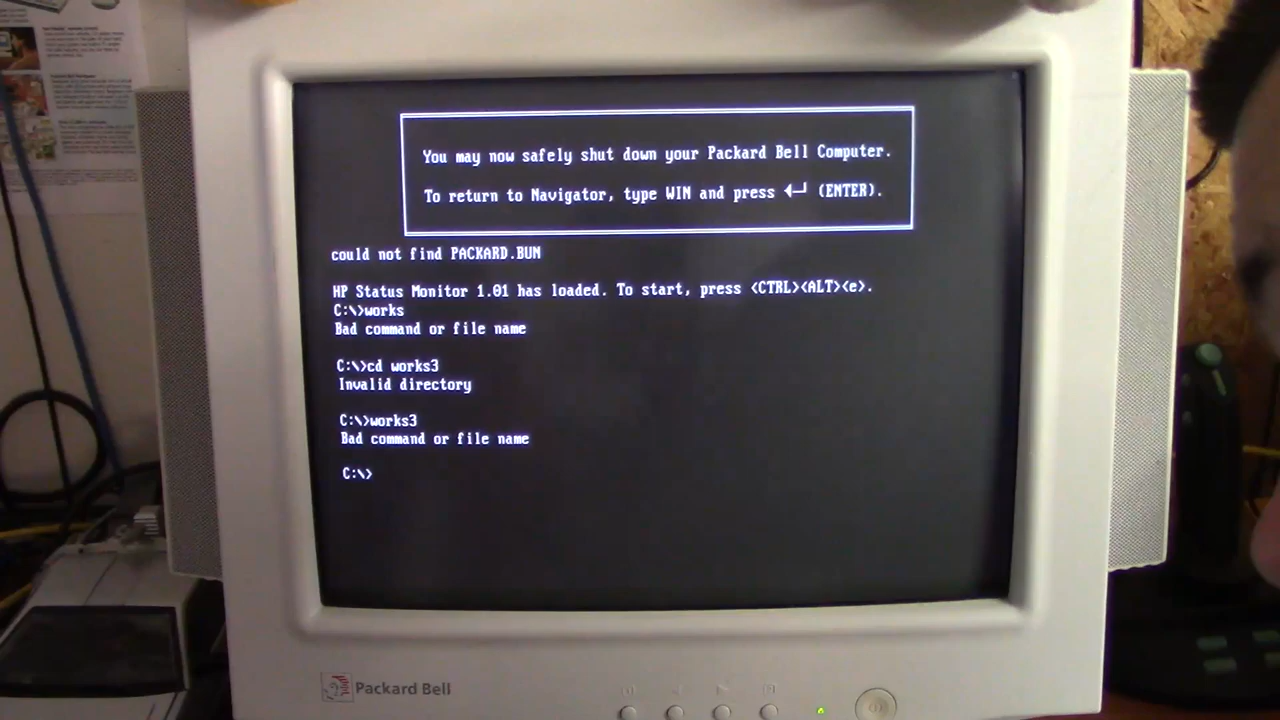 You may now safely shut down your Packard Bell Computer.
To return to Navigator, type WIN and press ◄┘ (ENTER).
could not find PACKARD.BUN
HP Status Monitor 1.01 has loaded. To start, press <CTRL><ALT><e>.
C:\>works
Bad command or file name
C:\>cd works3
Invalid directory
C:\>works3
Bad command or file name
C:\>
Packard Bell